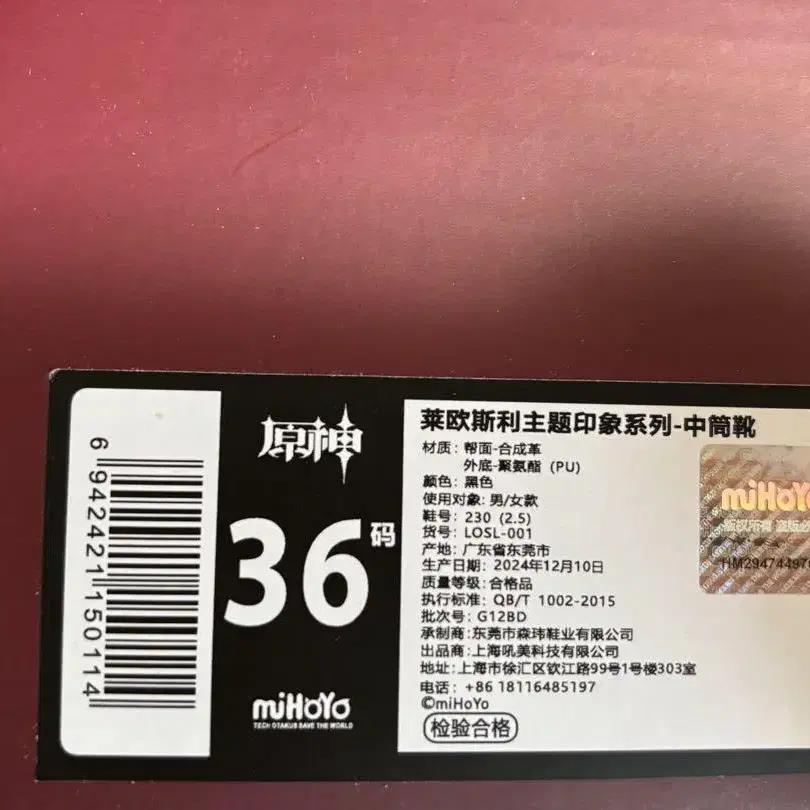 6 942421 150114
原神
36码
miHoYo
TECH OTAKUS SAVE THE WORLD
莱欧斯利主题印象系列-中筒靴
材质: 帮面-合成革
外底-聚氨酯 (PU)
颜色: 黑色
使用对象: 男/女款
鞋号: 230 (2.5)
货号: LOSL-001
产地: 广东省东莞市
生产日期: 2024年12月10日
质量等级: 合格品
执行标准: QB/T 1002-2015
批次号: G12BD
承制商: 东莞市森玮鞋业有限公司
出品商: 上海吼美科技有限公司
地址: 上海市徐汇区钦江路99号1号楼303室
电话: +86 18116485197
©miHoYo
检验合格
miHoYo
版权所有 盗版